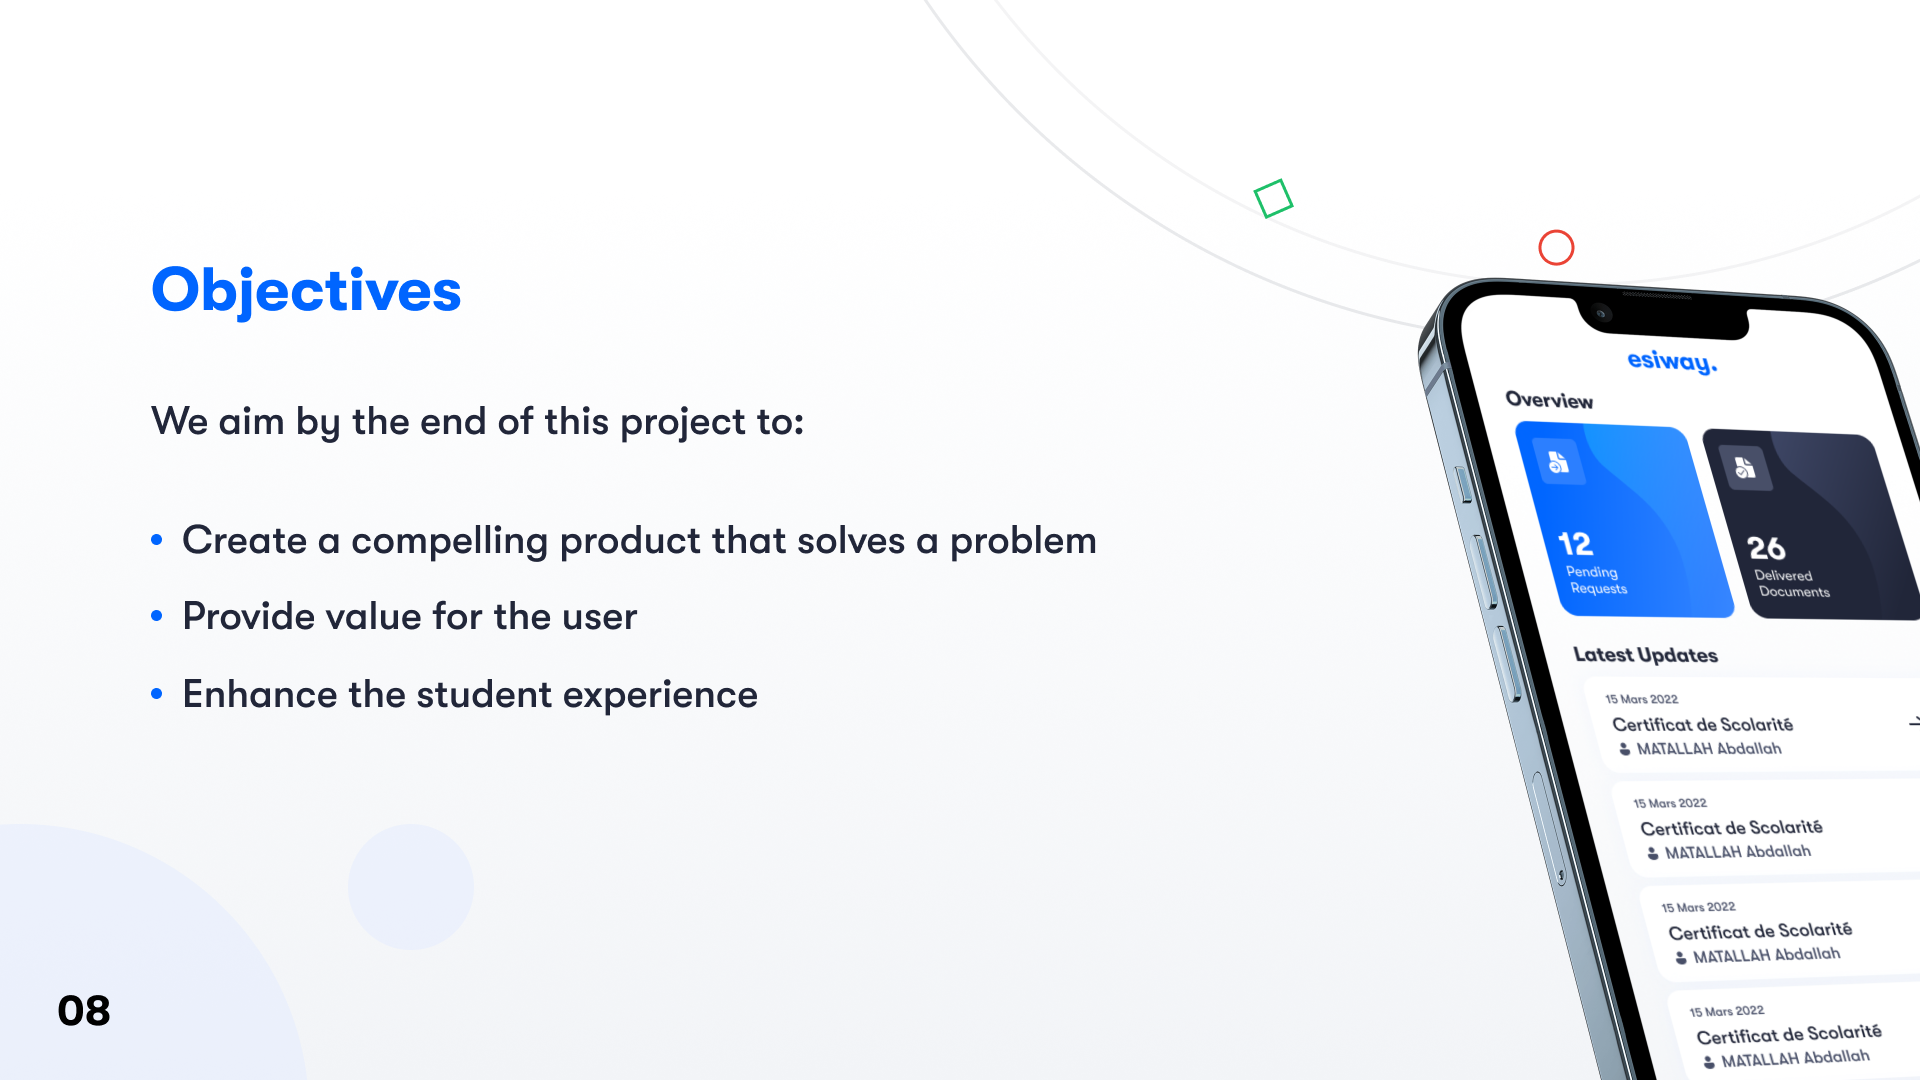 Objectives
We aim by the end of this project to:
• Create a compelling product that solves a problem
• Provide value for the user
• Enhance the student experience
08
esiway.
Overview
12
Pending
Requests
26
Delivered
Documents
Latest Updates
15 Mars 2022
Certificat de Scolarité
MATALLAH Abdallah
15 Mars 2022
Certificat de Scolarité
MATALLAH Abdallah
15 Mars 2022
Certificat de Scolarité
MATALLAH Abdallah
15 Mars 2022
Certificat de Scolarité
MATALLAH Abdallah